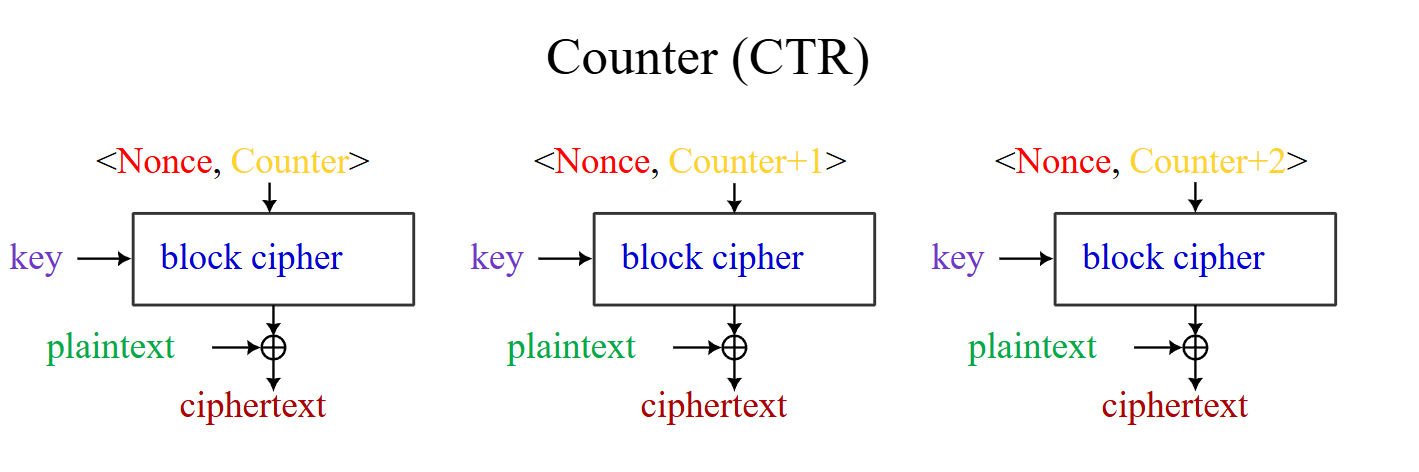 Counter (CTR)
<Nonce, Counter> <Nonce, Counter+1> <Nonce, Counter+2>
key block cipher key block cipher key block cipher
plaintext plaintext plaintext
ciphertext ciphertext ciphertext